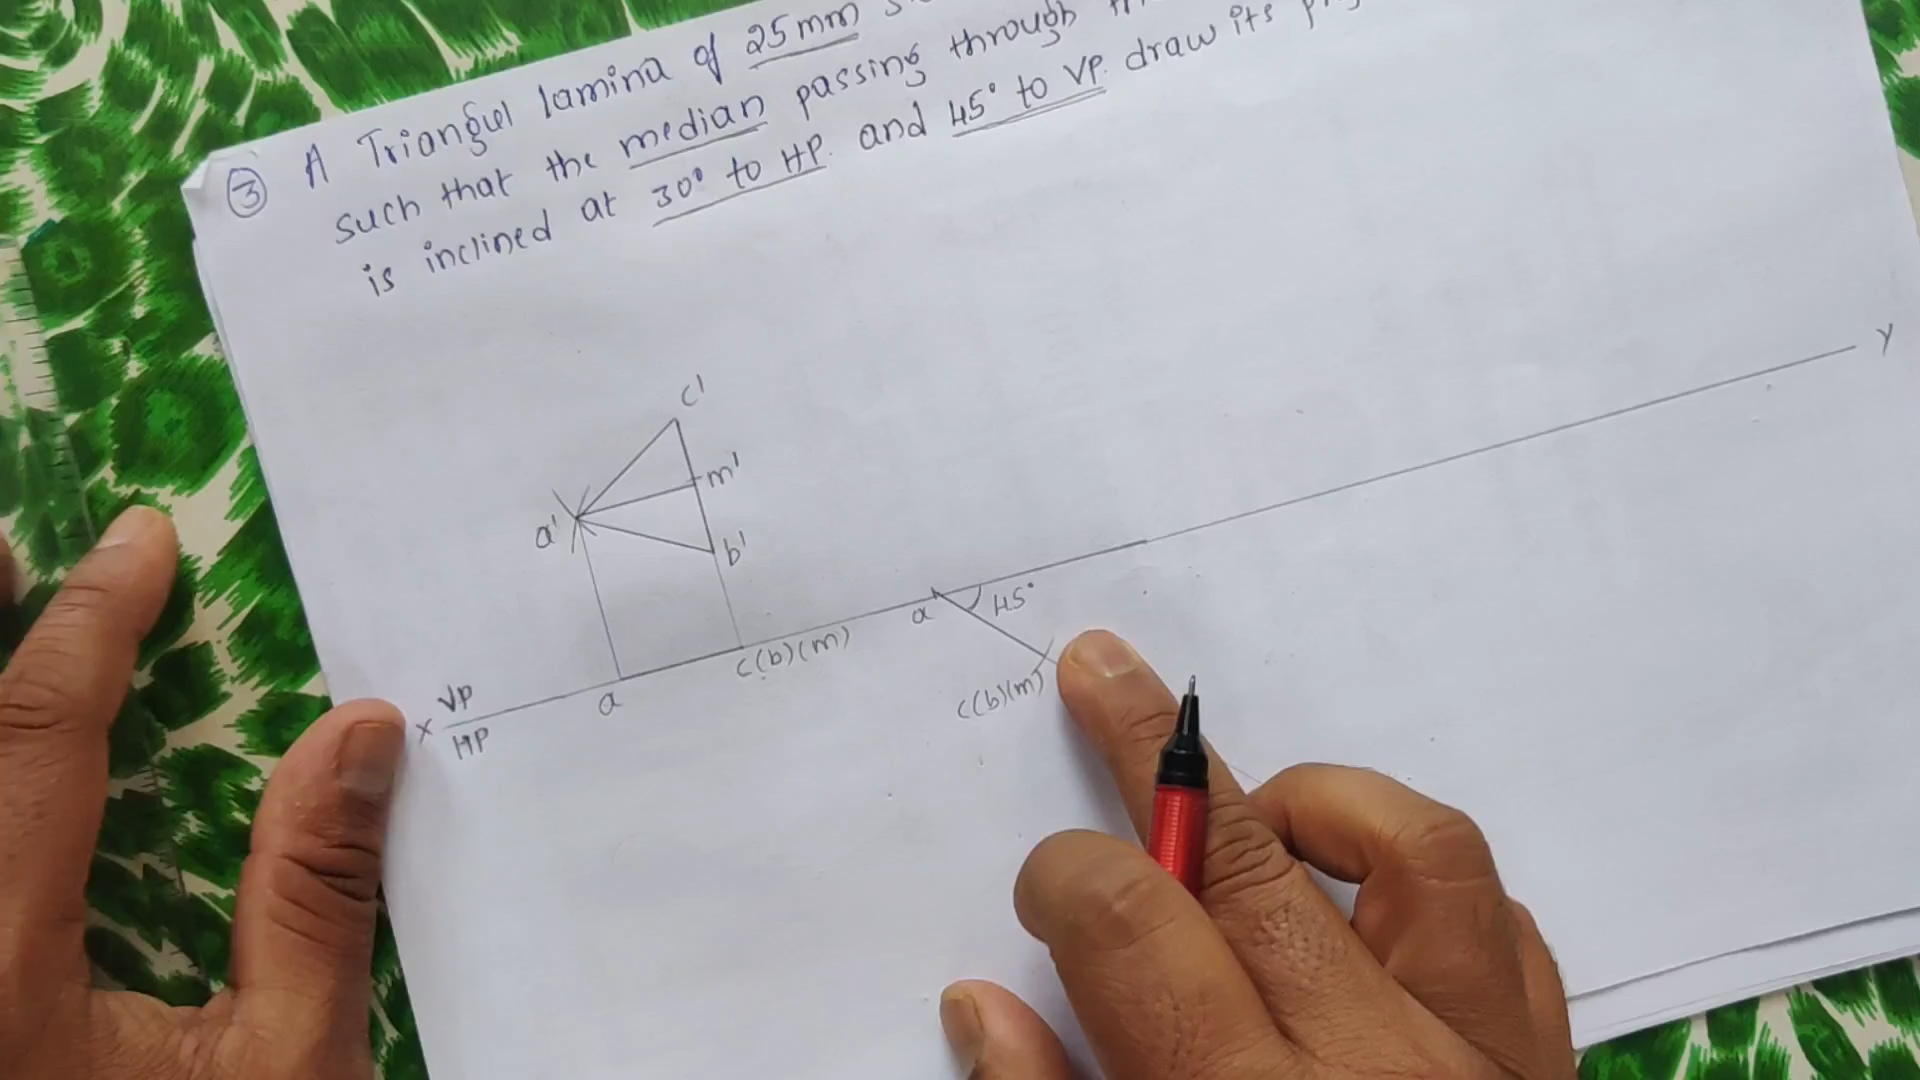 ③ A Triangul lamina of 25mm
such that the median passing through
is inclined at 30° to HP. and 45° to VP. draw its
c'
m'
a'
b'
Y
a 45°
c(b)(m)
c(b)(m)
a
X VP
HP